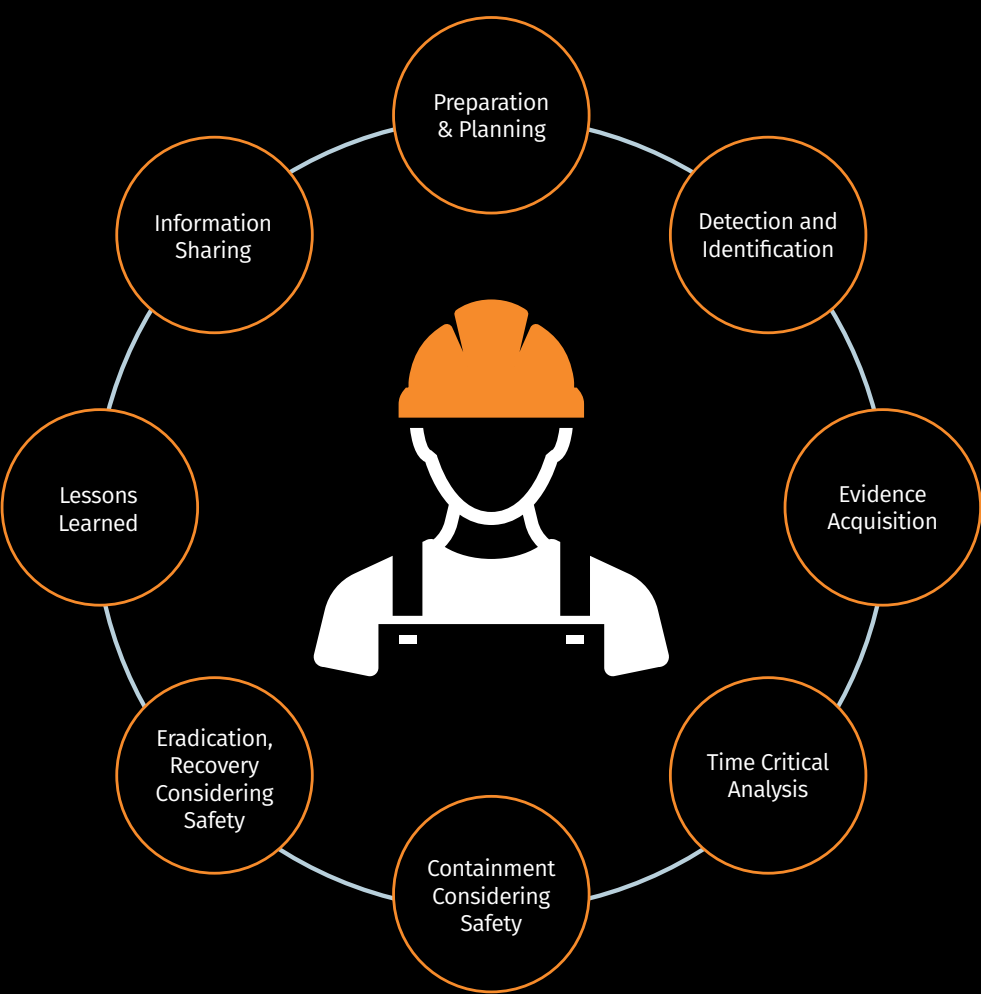 Preparation
& Planning
Detection and
Identification
Evidence
Acquisition
Time Critical
Analysis
Containment
Considering
Safety
Eradication,
Recovery
Considering
Safety
Lessons
Learned
Information
Sharing